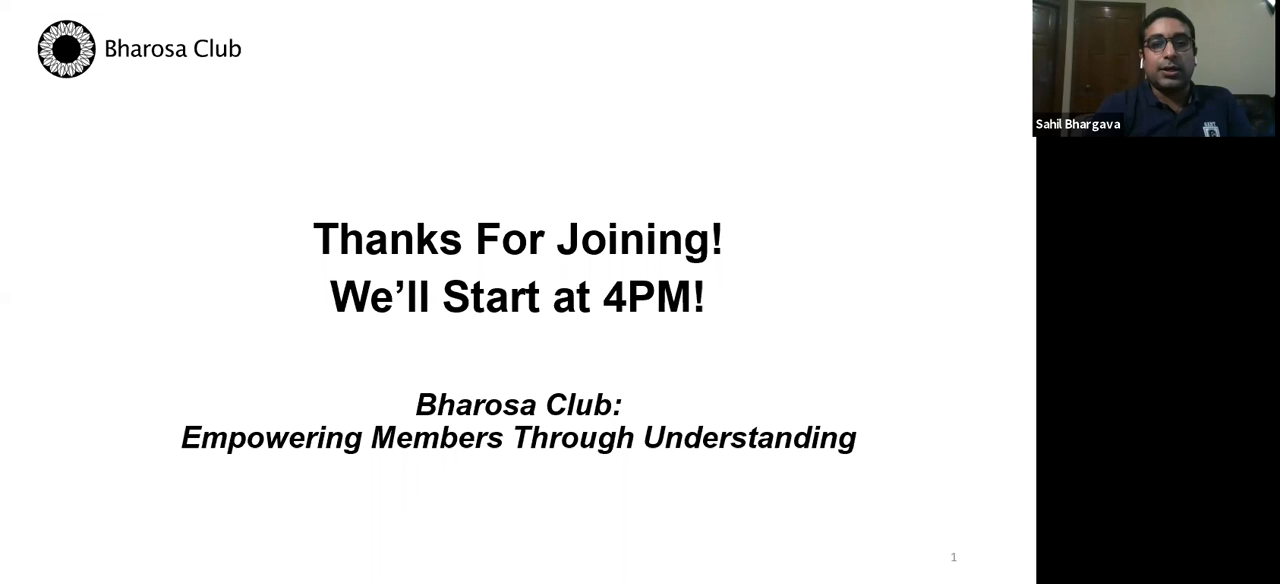 Bharosa Club
Sahil Bhargava
Thanks For Joining!
We’ll Start at 4PM!
Bharosa Club:
Empowering Members Through Understanding
1